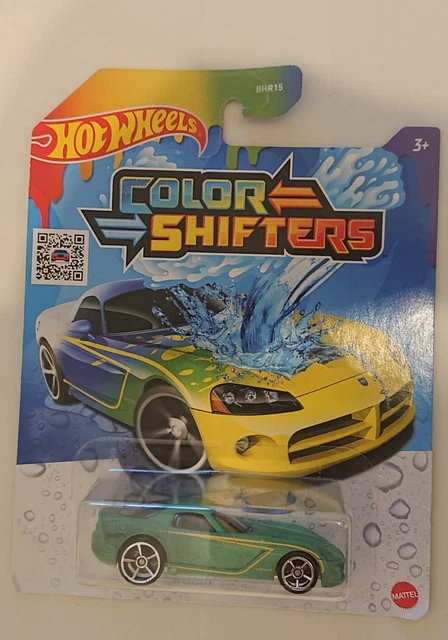 BHR15
HOT WHEELS
3+
COLOR
SHIFTERS
MATTEL